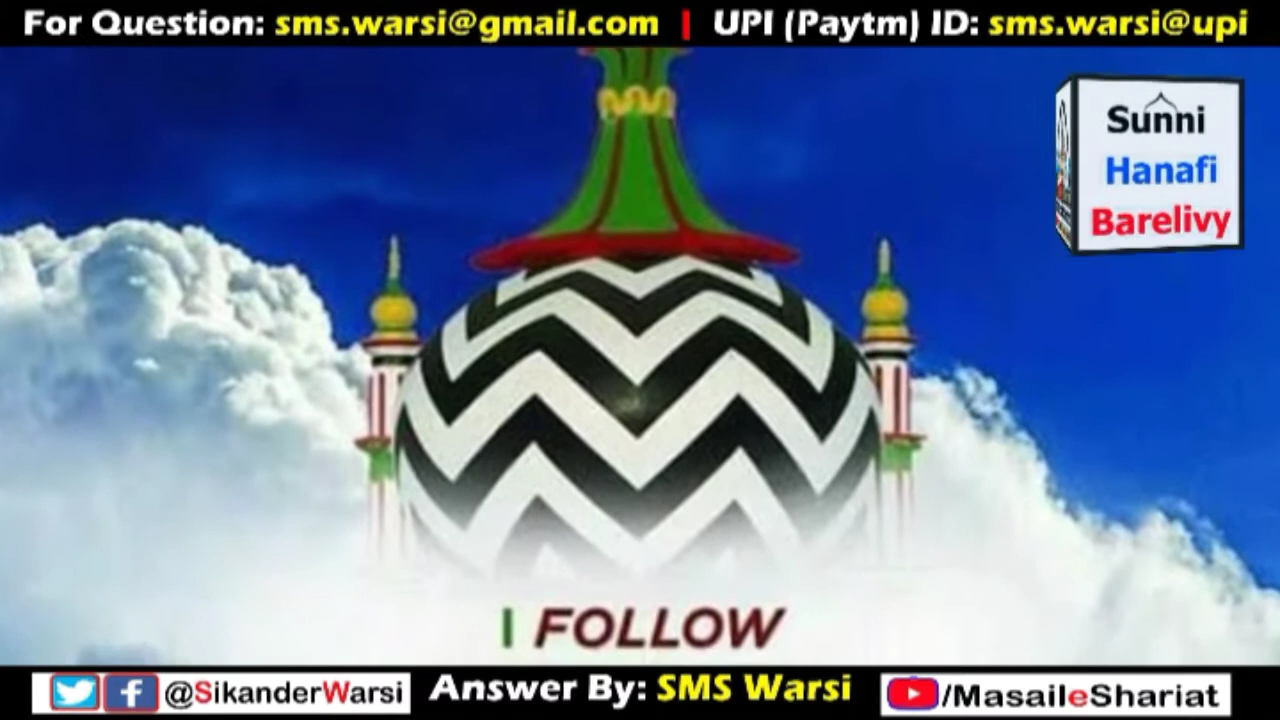 For Question: sms.warsi@gmail.com | UPI (Paytm) ID: sms.warsi@upi
Sunni
Hanafi
Barelivy
I FOLLOW
@SikanderWarsi
Answer By: SMS Warsi
/MasaileShariat